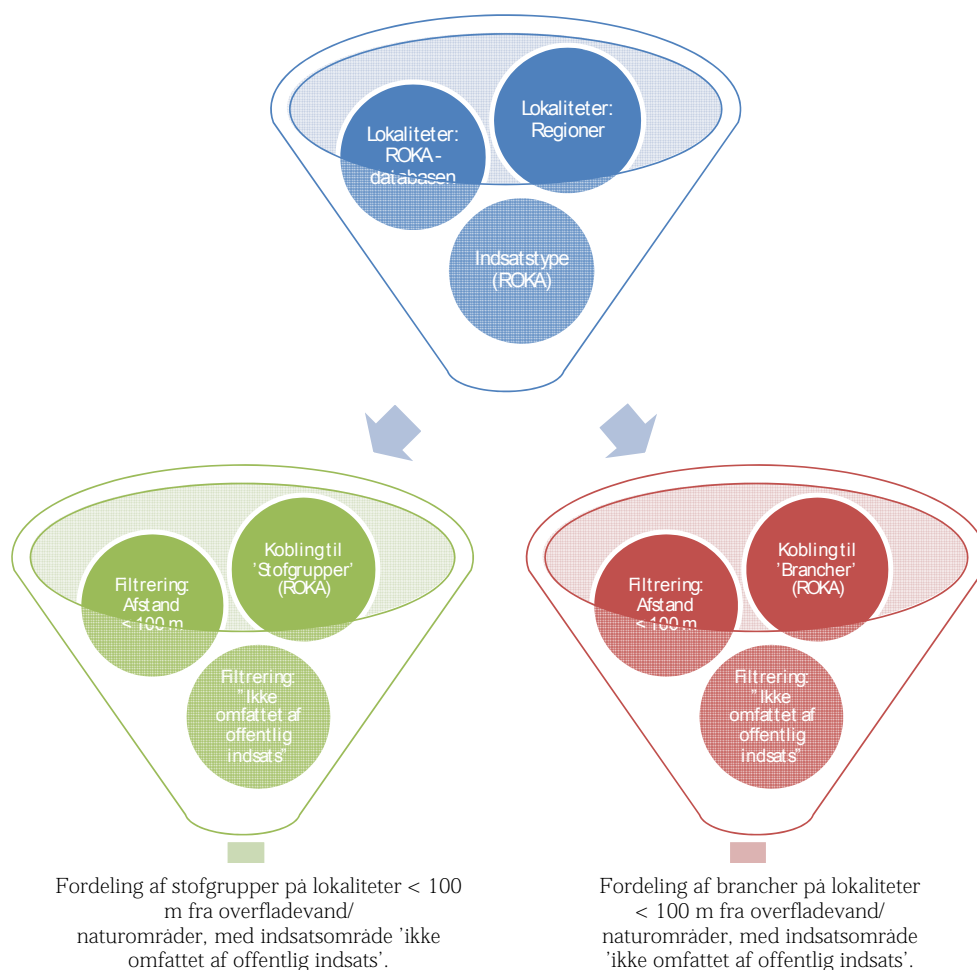 Lokaliteter:
ROKA-
databasen
Lokaliteter:
Regioner
Indsatstype
(ROKA)
Filtrering:
Afstand
< 100 m
Kobling til
'Stofgrupper'
(ROKA)
Filtrering:
"Ikke
omfattet af
offentlig
indsats"
Filtrering:
Afstand
< 100 m
Kobling til
'Brancher'
(ROKA)
Filtrering:
"Ikke
omfattet af
offentlig
indsats"
Fordeling af stofgrupper på lokaliteter < 100
m fra overfladevand/
naturområder, med indsatsområde 'ikke
omfattet af offentlig indsats'.
Fordeling af brancher på lokaliteter
< 100 m fra overfladevand/
naturområder, med indsatsområde
'ikke omfattet af offentlig indsats'.